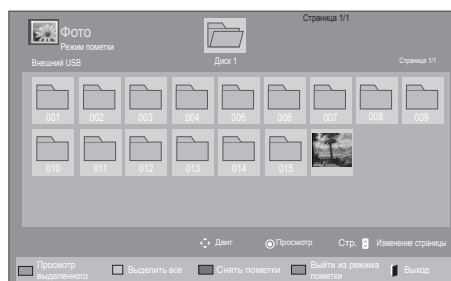 Страница 1/1
Фото
Режим пометки
Внешний USB
Диск 1
Страница 1/1
001 002 003 004 005 006 007 008 009
010 011 012 013 014 015
Двиг Просмотр Стр. Изменение страницы
Просмотр выделенного
Выделить все
Снять пометки
Выйти из режима пометки
Выход